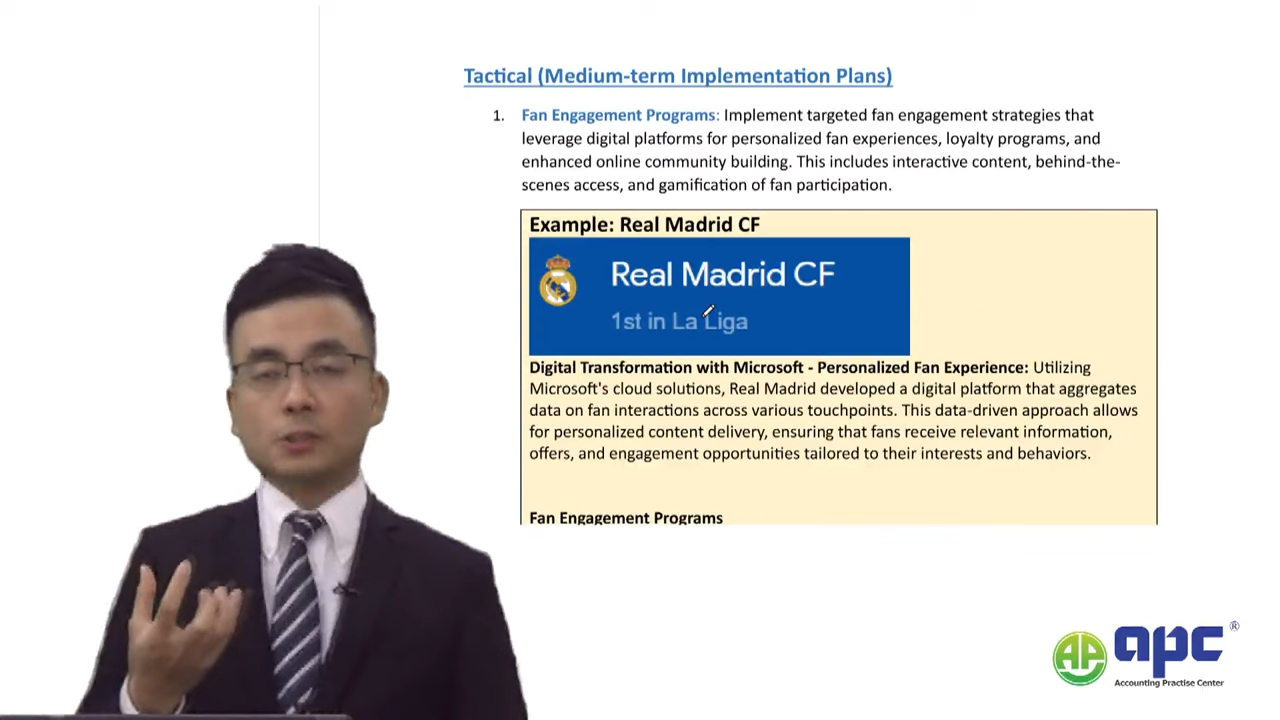 Tactical (Medium-term Implementation Plans)
1. Fan Engagement Programs: Implement targeted fan engagement strategies that
leverage digital platforms for personalized fan experiences, loyalty programs, and
enhanced online community building. This includes interactive content, behind-the-
scenes access, and gamification of fan participation.
Example: Real Madrid CF
Real Madrid CF
1st in La Liga
Digital Transformation with Microsoft - Personalized Fan Experience: Utilizing
Microsoft's cloud solutions, Real Madrid developed a digital platform that aggregates
data on fan interactions across various touchpoints. This data-driven approach allows
for personalized content delivery, ensuring that fans receive relevant information,
offers, and engagement opportunities tailored to their interests and behaviors.
Fan Engagement Programs
AP apc ®
Accounting Practise Center